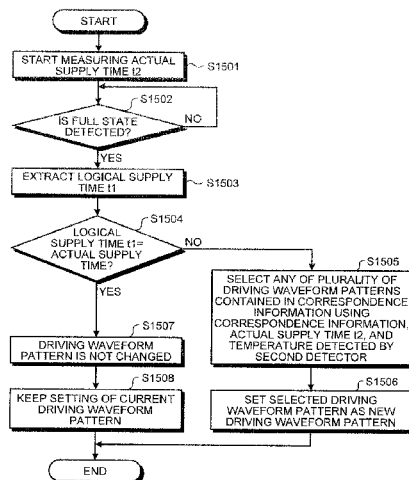 START
START MEASURING ACTUAL
SUPPLY TIME t2
S1501
S1502
IS FULL STATE
DETECTED?
NO
YES
EXTRACT LOGICAL SUPPLY
TIME t1
S1503
S1504
LOGICAL
SUPPLY TIME t1=
ACTUAL SUPPLY
TIME?
NO
YES
S1505
SELECT ANY OF PLURALITY OF
DRIVING WAVEFORM PATTERNS
CONTAINED IN CORRESPONDENCE
INFORMATION USING
CORRESPONDENCE INFORMATION,
ACTUAL SUPPLY TIME t2, AND
TEMPERATURE DETECTED BY
SECOND DETECTOR
S1507
DRIVING WAVEFORM
PATTERN IS NOT CHANGED
S1508
KEEP SETTING OF CURRENT
DRIVING WAVEFORM
PATTERN
S1506
SET SELECTED DRIVING
WAVEFORM PATTERN AS NEW
DRIVING WAVEFORM PATTERN
END